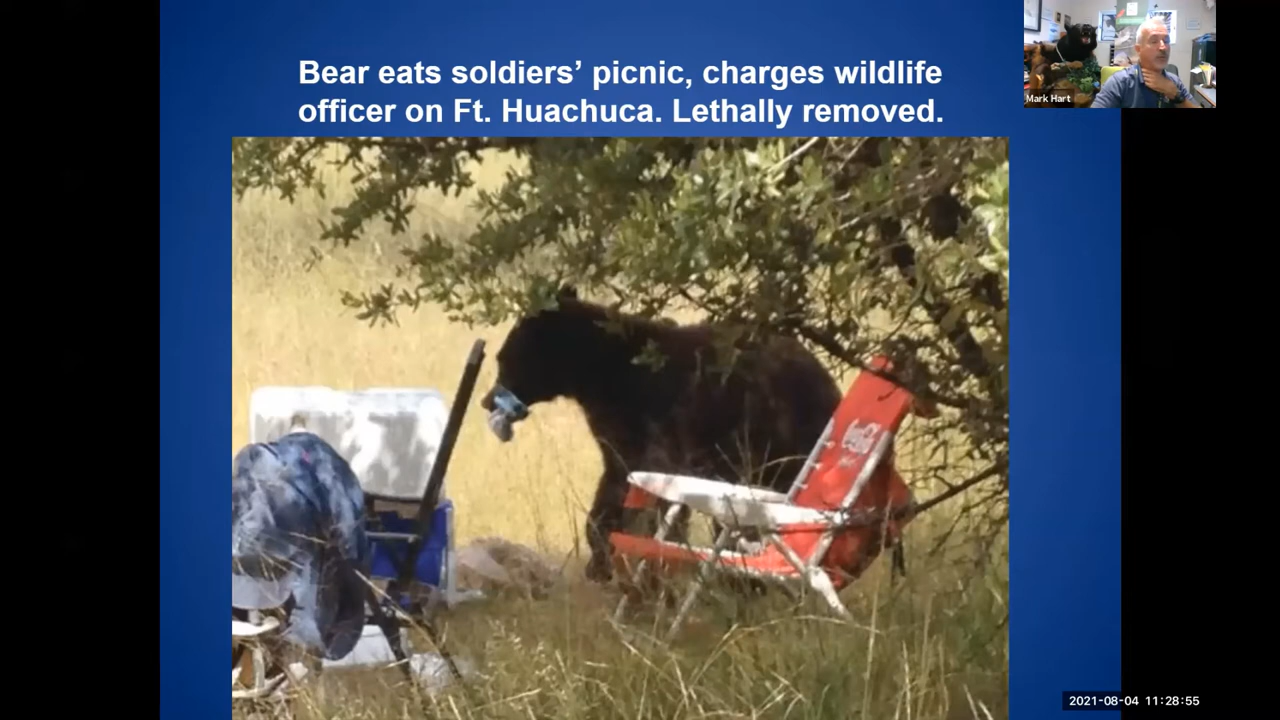 Bear eats soldiers’ picnic, charges wildlife
officer on Ft. Huachuca. Lethally removed.
Mark Hart
2021-08-04 11:28:55